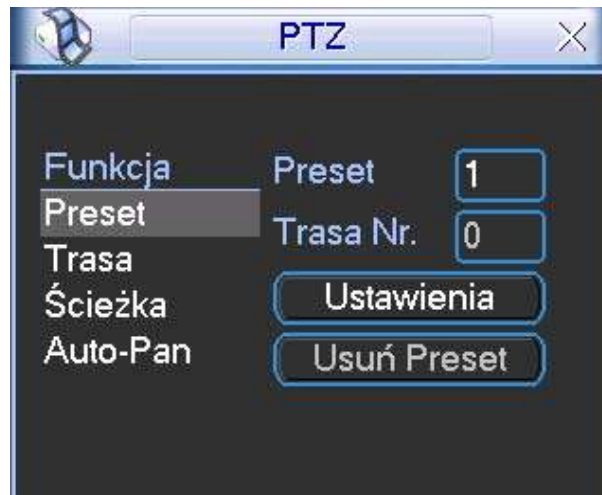 PTZ
Funkcja
Preset
Trasa
Ścieżka
Auto-Pan
Preset 1
Trasa Nr. 0
Ustawienia
Usuń Preset